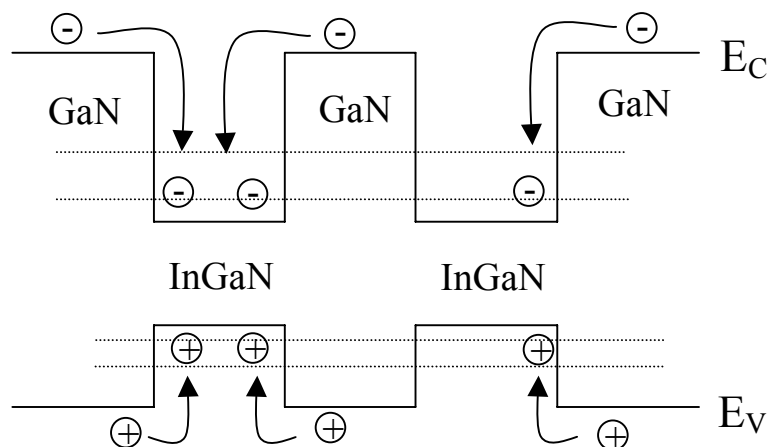 - - -
E_C
GaN GaN GaN
- - -
InGaN InGaN
+ + +
E_V
+ + +